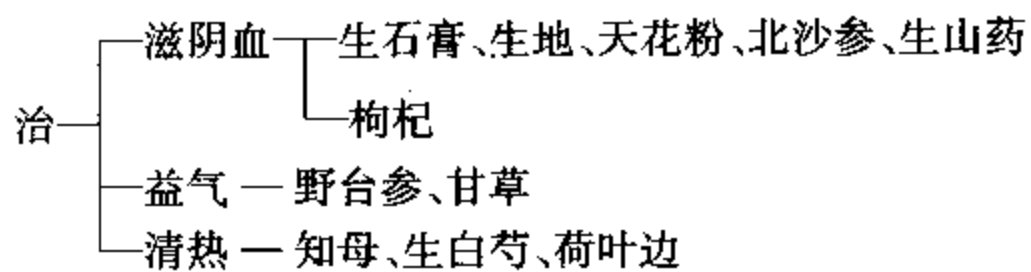 滋阴血 生石膏、生地、天花粉、北沙参、生山药
枸杞
治
益气 野台参、甘草
清热 知母、生白芍、荷叶边